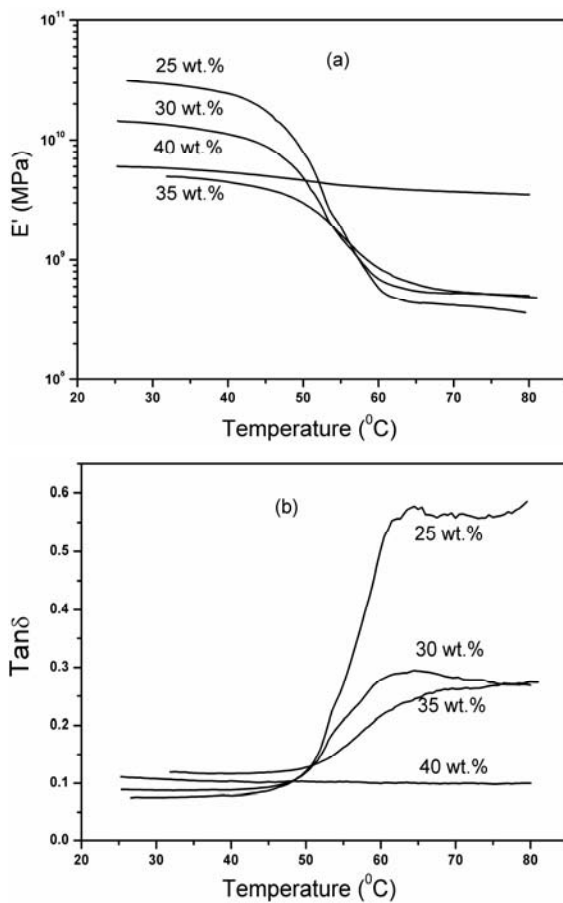 10¹¹
(a)
25 wt.%
30 wt.%
10¹⁰
40 wt.%
35 wt.%
E' (MPa)
10⁹
10⁸
20 30 40 50 60 70 80
Temperature (⁰C)
0.6
(b)
25 wt.%
0.5
0.4
Tanδ
30 wt.%
0.3
35 wt.%
0.2
40 wt.%
0.1
0.0
20 30 40 50 60 70 80
Temperature (⁰C)